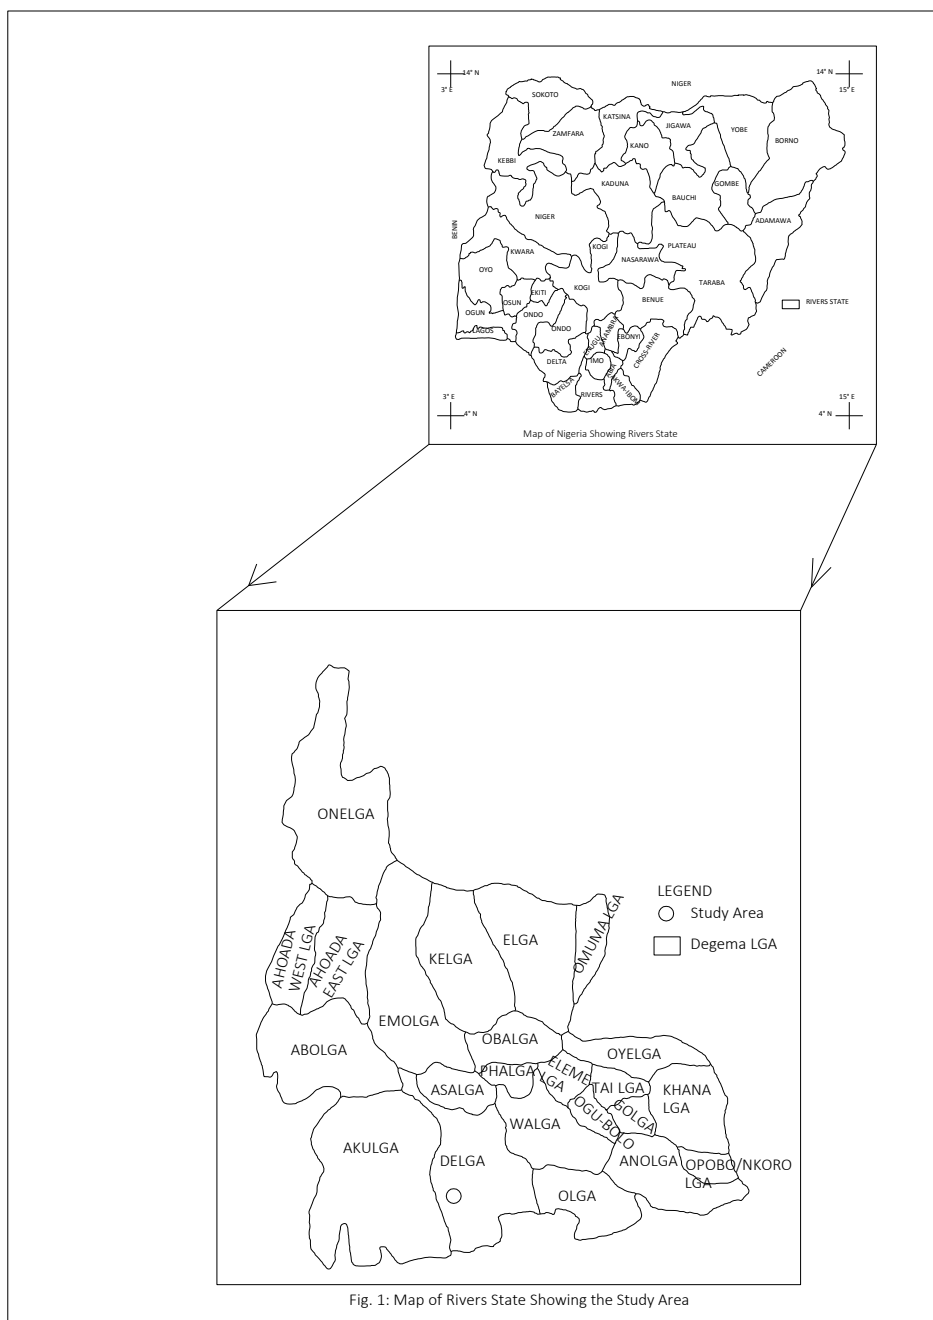 14° N
3° E
NIGER
14° N
15° E
SOKOTO
KATSINA
JIGAWA
YOBE
BORNO
ZAMFARA
KANO
KEBBI
KADUNA
GOMBE
BAUCHI
NIGER
ADAMAWA
BENIN
KWARA
KOGI
PLATEAU
NASARAWA
OYO
TARABA
KOGI
EKITI
OSUN
BENUE
RIVERS STATE
OGUN
ONDO
LAGOS
ONDO
ENUGU
ANAMBRA
EBONYI
CROSS-RIVER
DELTA
IMO
ABIA
CAMEROON
BAYELSA
RIVERS
AKWA-IBOM
3° E
4° N
15° E
4° N
Map of Nigeria Showing Rivers State
ONELGA
LEGEND
Study Area
Degema LGA
AHOADA
WEST LGA
AHOADA
EAST LGA
KELGA
ELGA
OMUMA LGA
EMOLGA
OBALGA
ABOLGA
OYELGA
PHALGA
ELEME
LGA
ASALGA
TAI LGA
KHANA
LGA
GOLGA
OGU-BOLO
WALGA
AKULGA
DELGA
ANOLGA
OPOBO/NKORO
LGA
OLGA
Fig. 1: Map of Rivers State Showing the Study Area